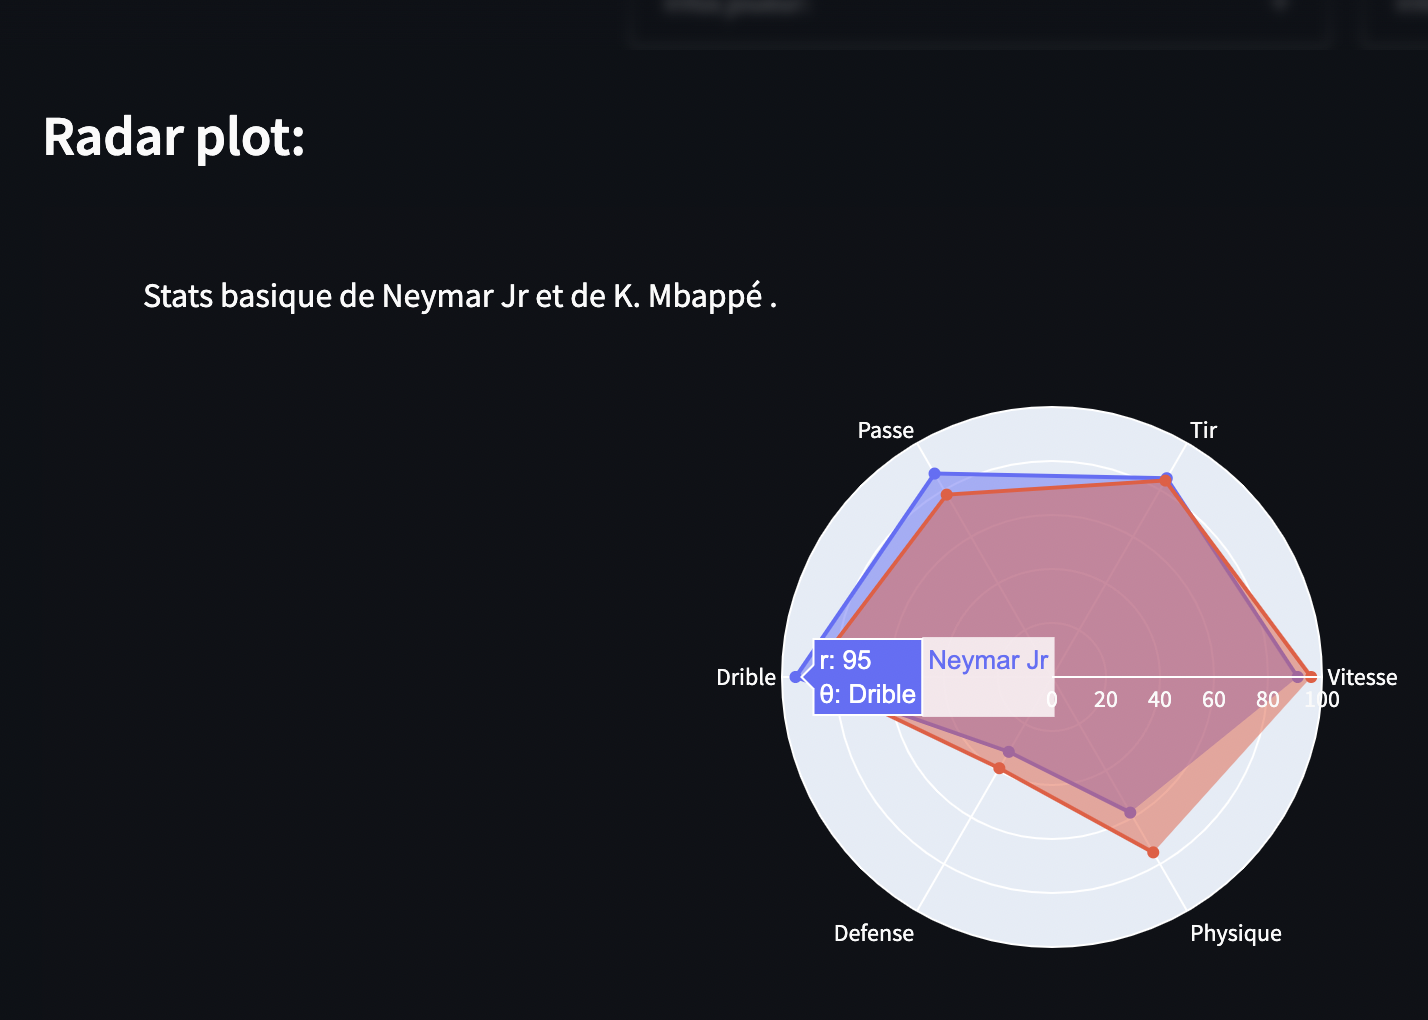 Radar plot:
Stats basique de Neymar Jr et de K. Mbappé .
Passe
Tir
Drible
r: 95
θ: Drible
Neymar Jr
Vitesse
0 20 40 60 80 100
Defense
Physique